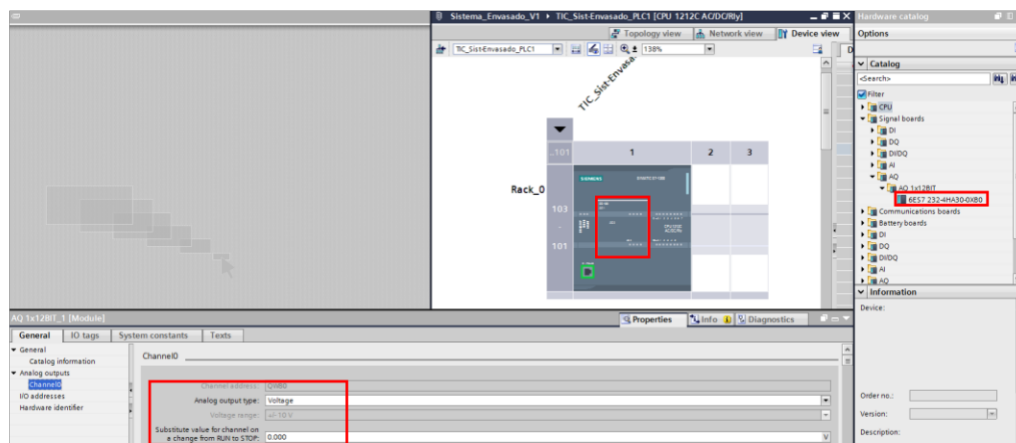 Sistema_Envasado_V1 ▸ TIC_Sist-Envasado_PLC1 [CPU 1212C AC/DC/Rly]
Topology view
Network view
Device view
TIC_Sist-Envasado_PLC1
138%
TIC_Sist-Envasa
..101
1
2
3
Rack_0
SIEMENS
103
101
Hardware catalog
Options
Catalog
<Search>
Filter
CPU
Signal boards
DI
DQ
DI/DQ
AI
AQ
AQ 1x12BIT
6ES7 232-4HA30-0XB0
Communications boards
Battery boards
DI
DQ
DI/DQ
AI
AQ
Information
Device:
Order no.:
Version:
Description:
AQ 1x12BIT_1 [Module]
Properties
Info
Diagnostics
General
IO tags
System constants
Texts
General
Catalog information
Analog outputs
Channel0
I/O addresses
Hardware identifier
Channel0
Channel address: QW80
Analog output type: Voltage
Voltage range: +/- 10 V
Substitute value for channel on
a change from RUN to STOP: 0.000 V